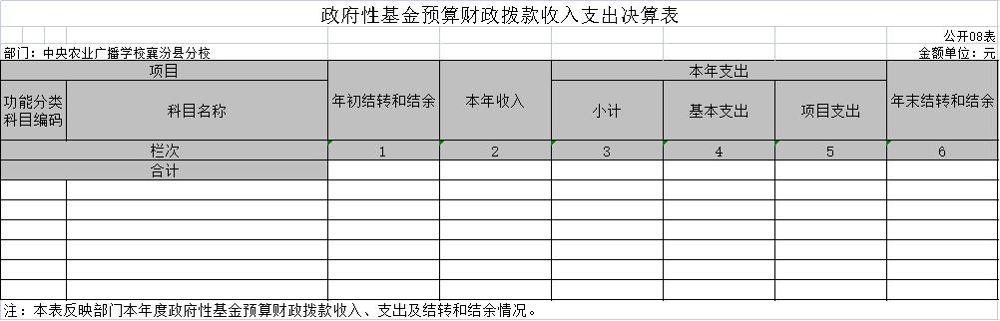 政府性基金预算财政拨款收入支出决算表
公开08表
部门：中央农业广播学校襄汾县分校
金额单位：元
项目
年初结转和结余
本年收入
本年支出
年末结转和结余
功能分类
科目编码
科目名称
小计
基本支出
项目支出
栏次
1
2
3
4
5
6
合计
注：本表反映部门本年度政府性基金预算财政拨款收入、支出及结转和结余情况。